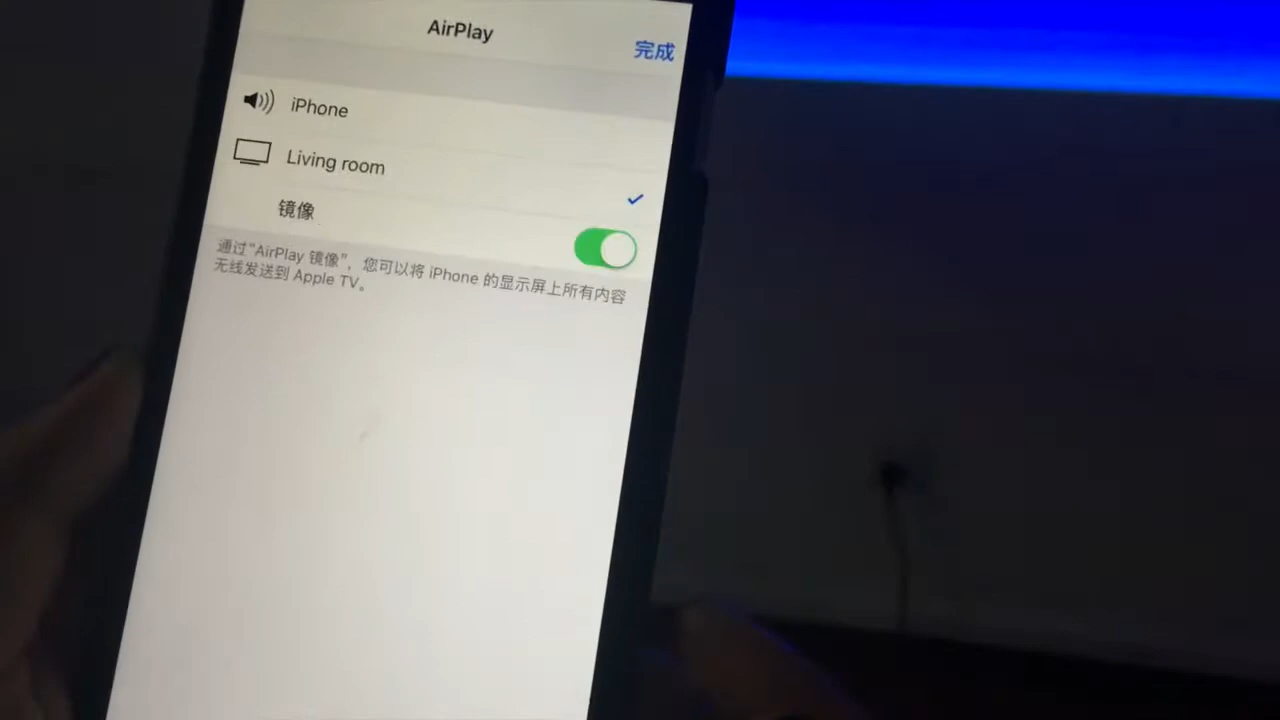 AirPlay
完成
iPhone
Living room
镜像
通过“AirPlay 镜像”，您可以将 iPhone 的显示屏上所有内容
无线发送到 Apple TV。